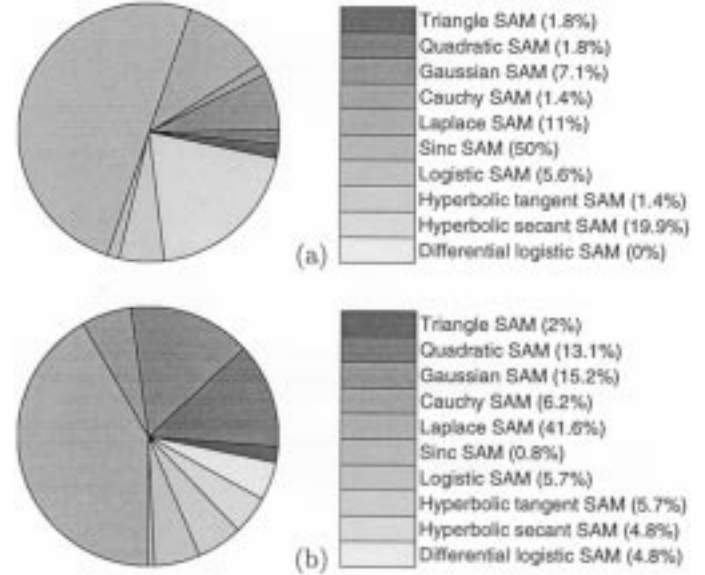 Triangle SAM (1.8%)
Quadratic SAM (1.8%)
Gaussian SAM (7.1%)
Cauchy SAM (1.4%)
Laplace SAM (11%)
Sinc SAM (50%)
Logistic SAM (5.6%)
Hyperbolic tangent SAM (1.4%)
Hyperbolic secant SAM (19.9%)
Differential logistic SAM (0%)
(a)
Triangle SAM (2%)
Quadratic SAM (13.1%)
Gaussian SAM (15.2%)
Cauchy SAM (6.2%)
Laplace SAM (41.6%)
Sinc SAM (0.8%)
Logistic SAM (5.7%)
Hyperbolic tangent SAM (5.7%)
Hyperbolic secant SAM (4.8%)
Differential logistic SAM (4.8%)
(b)